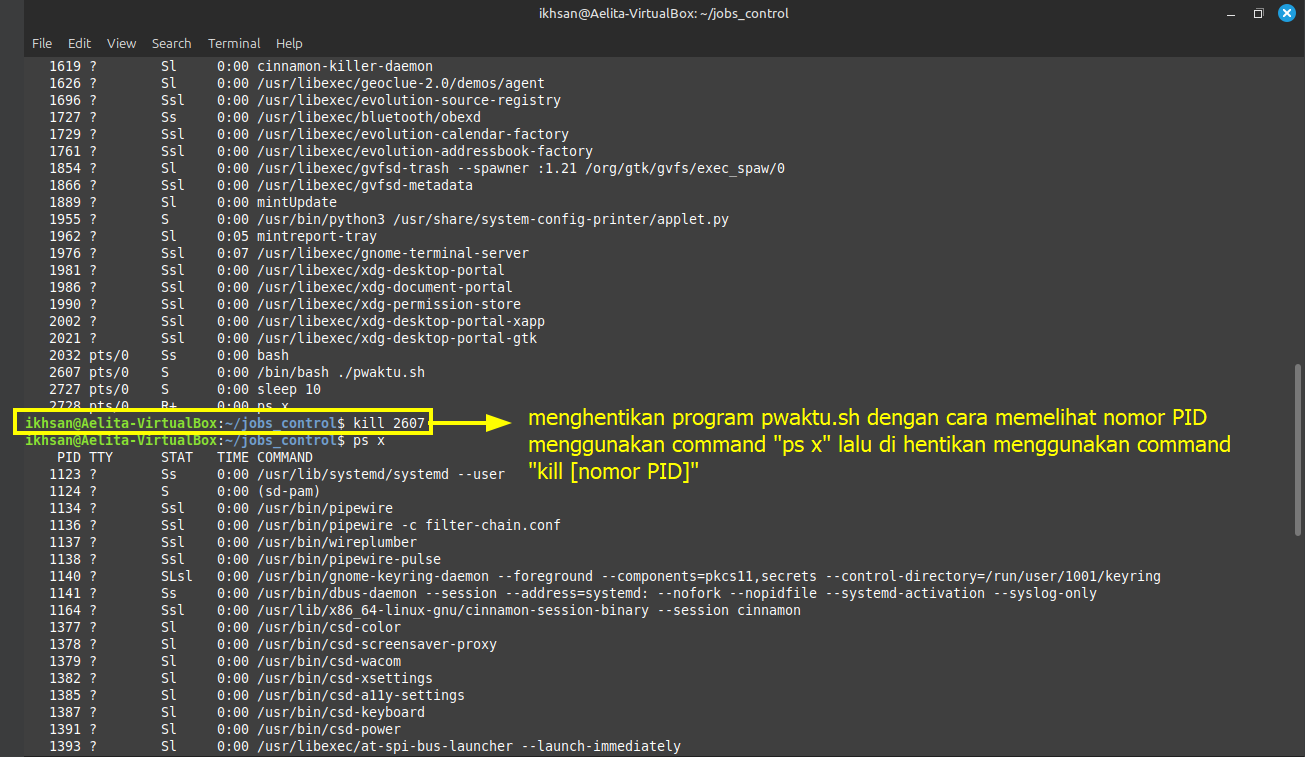 ikhsan@Aelita-VirtualBox: ~/jobs_control
File Edit View Search Terminal Help
1619 ? Sl 0:00 cinnamon-killer-daemon
1626 ? Sl 0:00 /usr/libexec/geoclue-2.0/demos/agent
1696 ? Ssl 0:00 /usr/libexec/evolution-source-registry
1727 ? Ss 0:00 /usr/libexec/bluetooth/obexd
1729 ? Ssl 0:00 /usr/libexec/evolution-calendar-factory
1761 ? Ssl 0:00 /usr/libexec/evolution-addressbook-factory
1854 ? Sl 0:00 /usr/libexec/gvfsd-trash --spawner :1.21 /org/gtk/gvfs/exec_spaw/0
1866 ? Ssl 0:00 /usr/libexec/gvfsd-metadata
1889 ? Sl 0:00 mintUpdate
1955 ? S 0:00 /usr/bin/python3 /usr/share/system-config-printer/applet.py
1962 ? Sl 0:05 mintreport-tray
1976 ? Ssl 0:07 /usr/libexec/gnome-terminal-server
1981 ? Ssl 0:00 /usr/libexec/xdg-desktop-portal
1986 ? Ssl 0:00 /usr/libexec/xdg-document-portal
1990 ? Ssl 0:00 /usr/libexec/xdg-permission-store
2002 ? Ssl 0:00 /usr/libexec/xdg-desktop-portal-xapp
2021 ? Ssl 0:00 /usr/libexec/xdg-desktop-portal-gtk
2032 pts/0 Ss 0:00 bash
2607 pts/0 S 0:00 /bin/bash ./pwaktu.sh
2727 pts/0 S 0:00 sleep 10
2728 pts/0 R+ 0:00 ps x
ikhsan@Aelita-VirtualBox:~/jobs_control$ kill 2607
menghentikan program pwaktu.sh dengan cara memelihat nomor PID
menggunakan command "ps x" lalu di hentikan menggunakan command
"kill [nomor PID]"
ikhsan@Aelita-VirtualBox:~/jobs_control$ ps x
PID TTY STAT TIME COMMAND
1123 ? Ss 0:00 /usr/lib/systemd/systemd --user
1124 ? S 0:00 (sd-pam)
1134 ? Ssl 0:00 /usr/bin/pipewire
1136 ? Ssl 0:00 /usr/bin/pipewire -c filter-chain.conf
1137 ? Ssl 0:00 /usr/bin/wireplumber
1138 ? Ssl 0:00 /usr/bin/pipewire-pulse
1140 ? SLsl 0:00 /usr/bin/gnome-keyring-daemon --foreground --components=pkcs11,secrets --control-directory=/run/user/1001/keyring
1141 ? Ss 0:00 /usr/bin/dbus-daemon --session --address=systemd: --nofork --nopidfile --systemd-activation --syslog-only
1164 ? Ssl 0:00 /usr/lib/x86_64-linux-gnu/cinnamon-session-binary --session cinnamon
1377 ? Sl 0:00 /usr/bin/csd-color
1378 ? Sl 0:00 /usr/bin/csd-screensaver-proxy
1379 ? Sl 0:00 /usr/bin/csd-wacom
1382 ? Sl 0:00 /usr/bin/csd-xsettings
1385 ? Sl 0:00 /usr/bin/csd-a11y-settings
1387 ? Sl 0:00 /usr/bin/csd-keyboard
1391 ? Sl 0:00 /usr/bin/csd-power
1393 ? Sl 0:00 /usr/libexec/at-spi-bus-launcher --launch-immediately